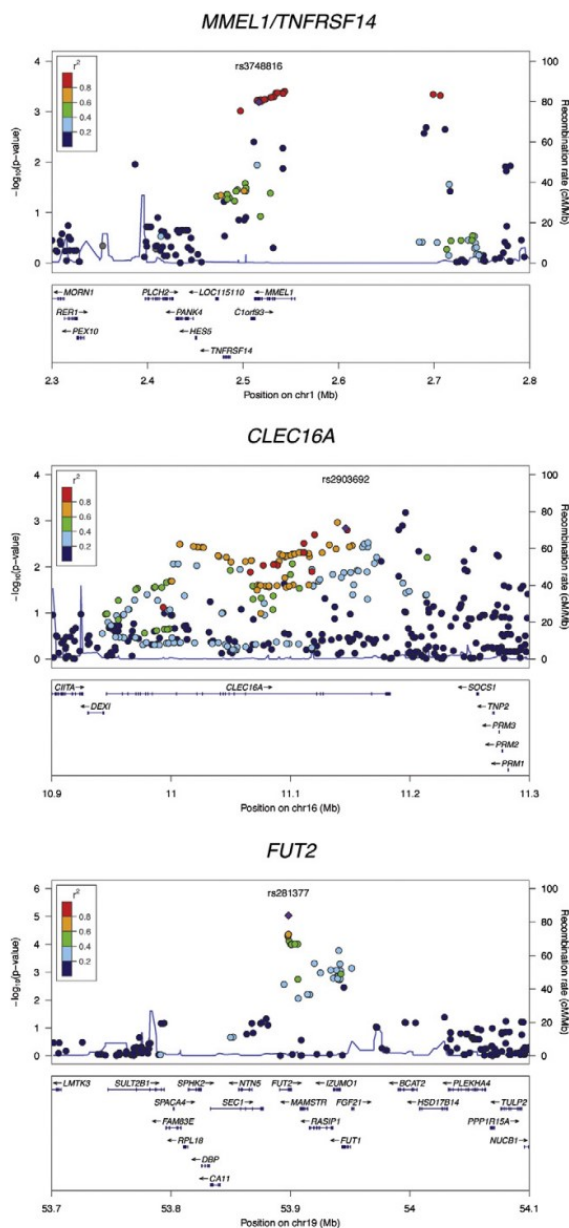 MMEL1/TNFRSF14
rs3748816
r²
0.8
0.6
0.4
0.2
4
3
2
1
0
−log₁₀(p-value)
100
80
60
40
20
0
Recombination rate (cM/Mb)
←MORN1 PLCH2→ ←LOC115110 ←MMEL1
RER1→ ←PANK4 C1orf93→
←PEX10 ←HES5
←TNFRSF14
2.3 2.4 2.5 2.6 2.7 2.8
Position on chr1 (Mb)
CLEC16A
rs2903692
r²
0.8
0.6
0.4
0.2
4
3
2
1
0
−log₁₀(p-value)
100
80
60
40
20
0
Recombination rate (cM/Mb)
CIITA→ CLEC16A→ ←SOCS1
←DEXI ←TNP2
←PRM3
←PRM2
←PRM1
10.9 11 11.1 11.2 11.3
Position on chr16 (Mb)
FUT2
rs281377
r²
0.8
0.6
0.4
0.2
6
5
4
3
2
1
0
−log₁₀(p-value)
100
80
60
40
20
0
Recombination rate (cM/Mb)
←LMTK3 SULT2B1→ SPHK2→ ←NTN5 FUT2→ ←IZUMO1 ←BCAT2 PLEKHA4
SPACA4→ SEC1→ ←MAMSTR FGF21→ ←HSD17B14 ←TULP2
←FAM83E ←RASIP1 PPP1R15A→
←RPL18 ←FUT1 NUCB1→
←DBP
←CA11
53.7 53.8 53.9 54 54.1
Position on chr19 (Mb)